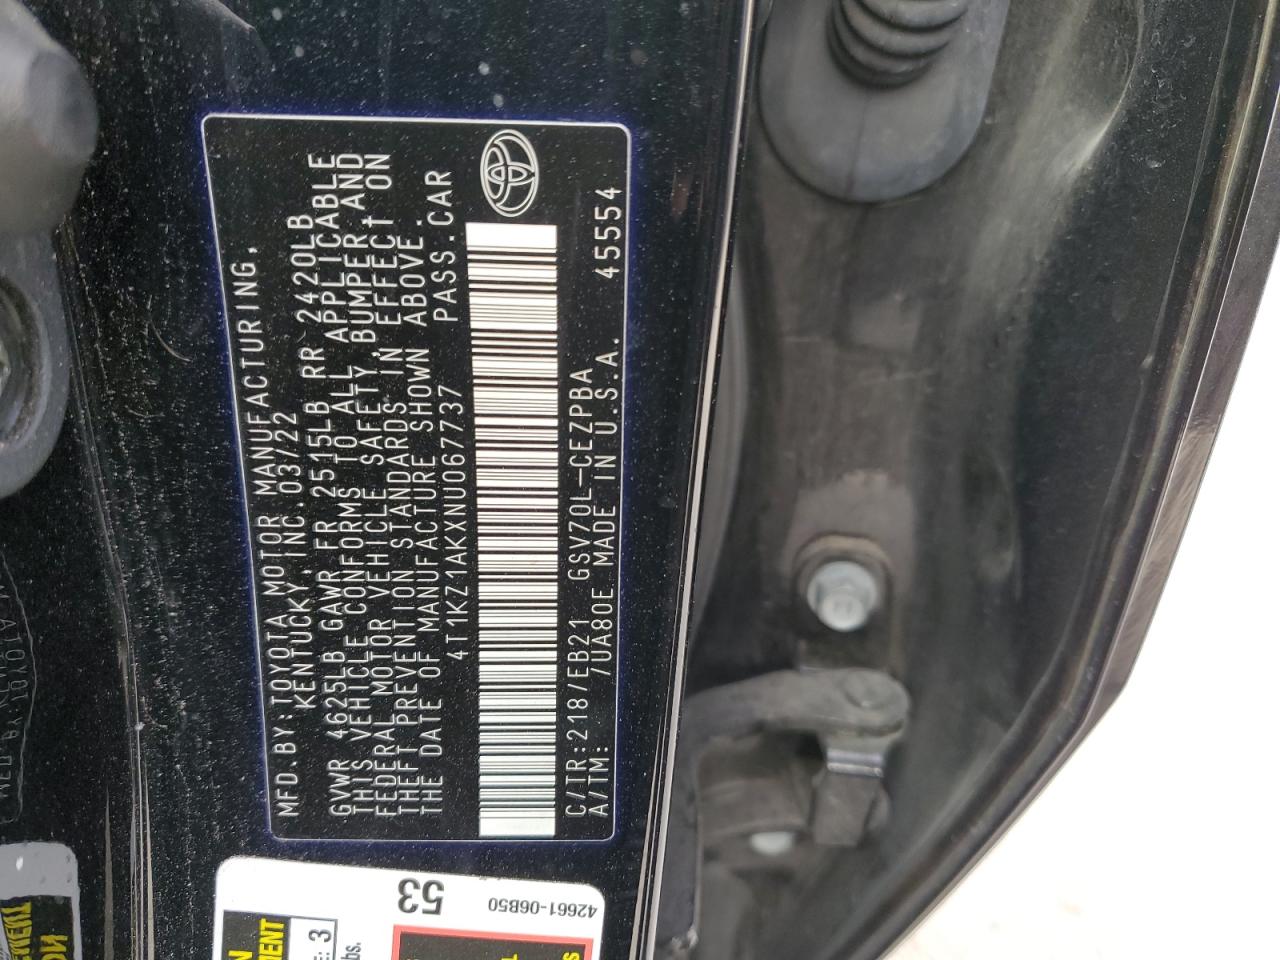 MFD.BY:TOYOTA MOTOR MANUFACTURING,
KENTUCKY,INC.03/22
GVWR 4625LB GAWR FR 2515LB RR 2420LB
THIS VEHICLE CONFORMS TO ALL APPLICABLE
FEDERAL MOTOR VEHICLE SAFETY,BUMPER,AND
THEFT PREVENTION STANDARDS IN EFFECT ON
THE DATE OF MANUFACTURE SHOWN ABOVE.
4T1KZ1AKXNU067737 PASS.CAR
C/TR:218/EB21 GSV70L-CEZPBA
A/TM: 7UA80E MADE IN U.S.A. 45554
53
42661-06B50
3